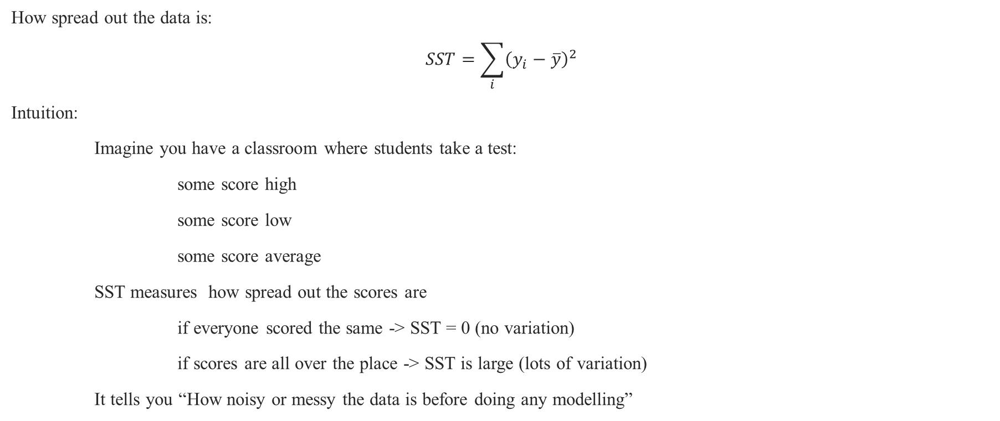 How spread out the data is:
SST = ∑i (yi − ȳ)²
Intuition:
Imagine you have a classroom where students take a test:
some score high
some score low
some score average
SST measures  how spread out the scores are
if everyone scored the same -> SST = 0 (no variation)
if scores are all over the place -> SST is large (lots of variation)
It tells you “How noisy or messy the data is before doing any modelling”